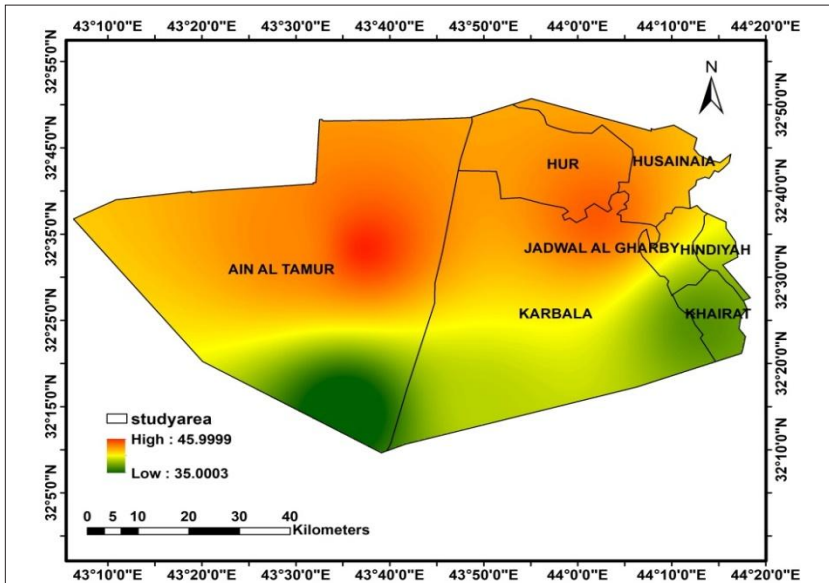 43°10'0"E 43°20'0"E 43°30'0"E 43°40'0"E 43°50'0"E 44°0'0"E 44°10'0"E 44°20'0"E
32°55'0"N
32°45'0"N
32°35'0"N
32°25'0"N
32°15'0"N
32°5'0"N
N
HUR
HUSAINAIA
JADWAL AL GHARBY
HINDIYAH
AIN AL TAMUR
KARBALA
KHAIRAT
studyarea
High : 45.9999
Low : 35.0003
0 5 10 20 30 40
Kilometers
32°50'0"N
32°40'0"N
32°30'0"N
32°20'0"N
32°10'0"N
43°10'0"E 43°20'0"E 43°30'0"E 43°40'0"E 43°50'0"E 44°0'0"E 44°10'0"E 44°20'0"E